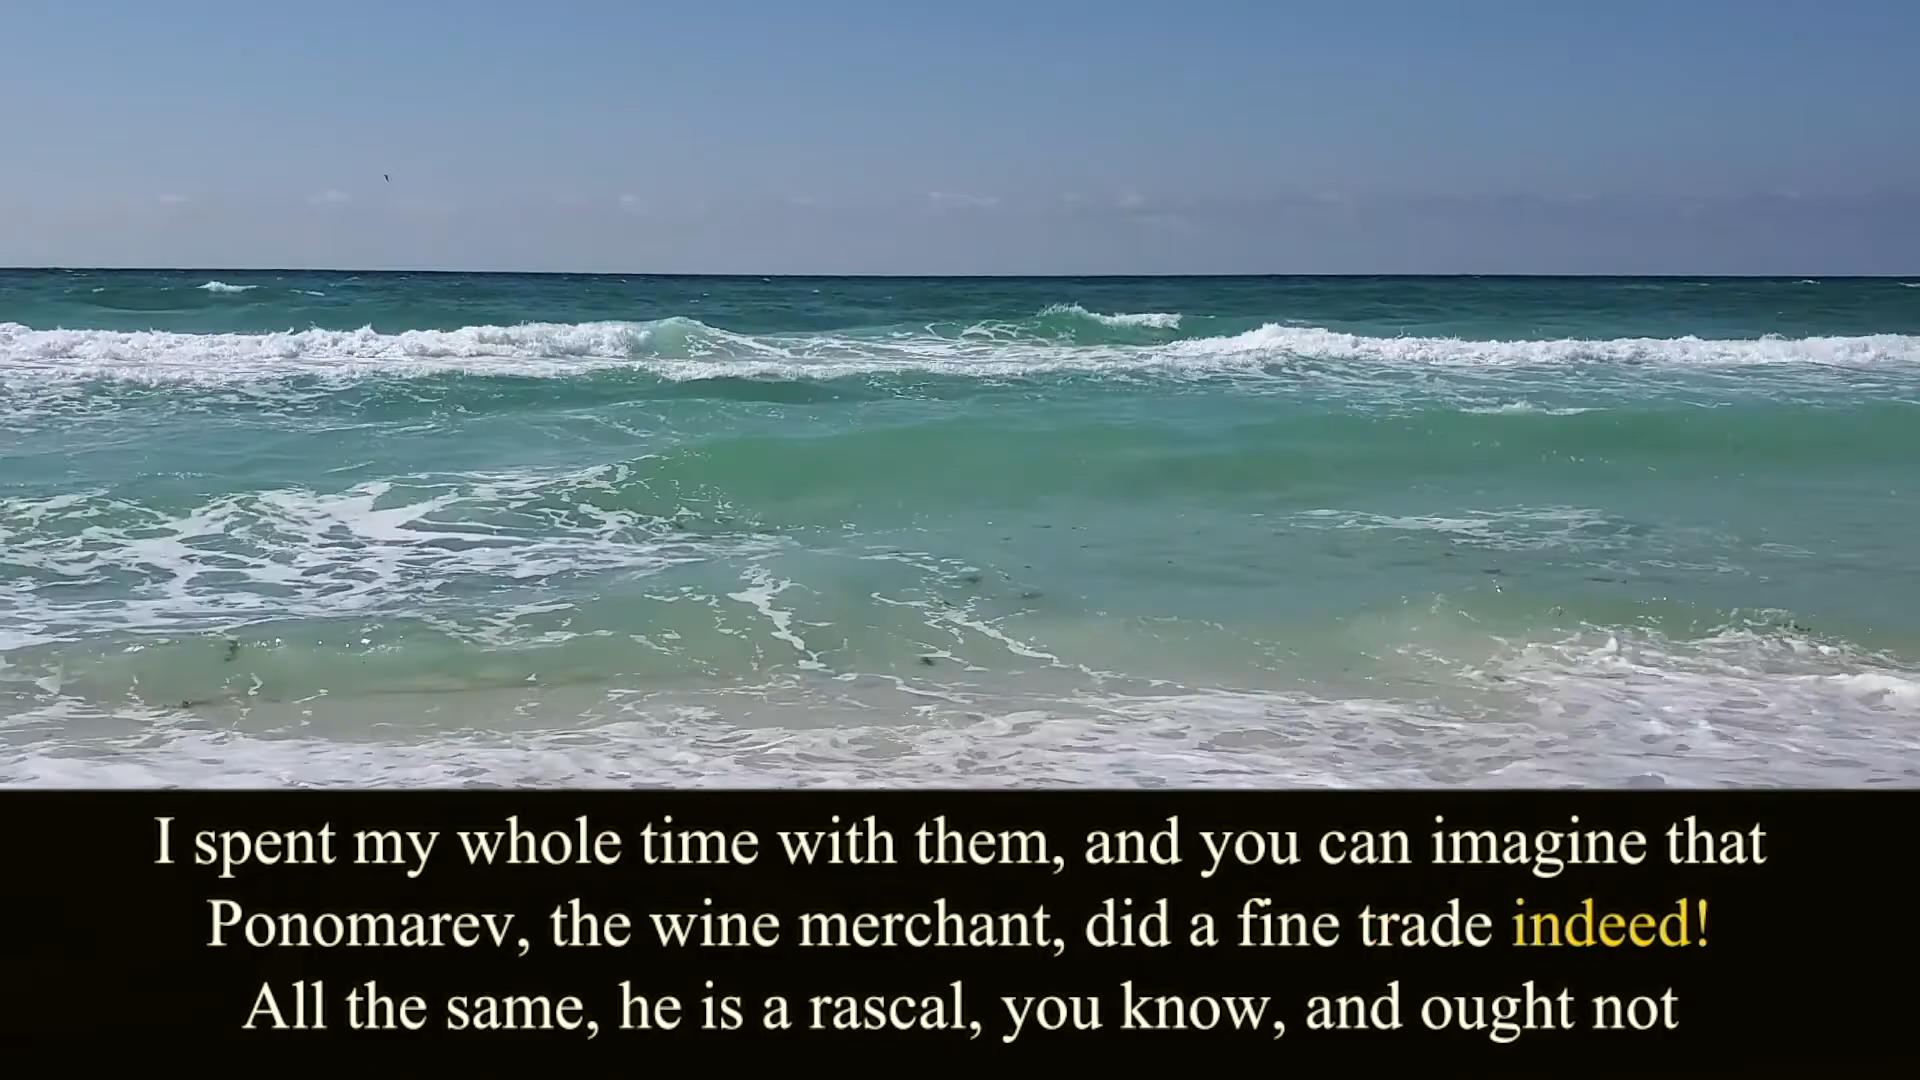 I spent my whole time with them, and you can imagine that
Ponomarev, the wine merchant, did a fine trade indeed!
All the same, he is a rascal, you know, and ought not